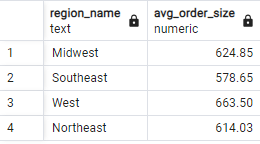 region_name avg_order_size
text numeric
1 Midwest 624.85
2 Southeast 578.65
3 West 663.50
4 Northeast 614.03